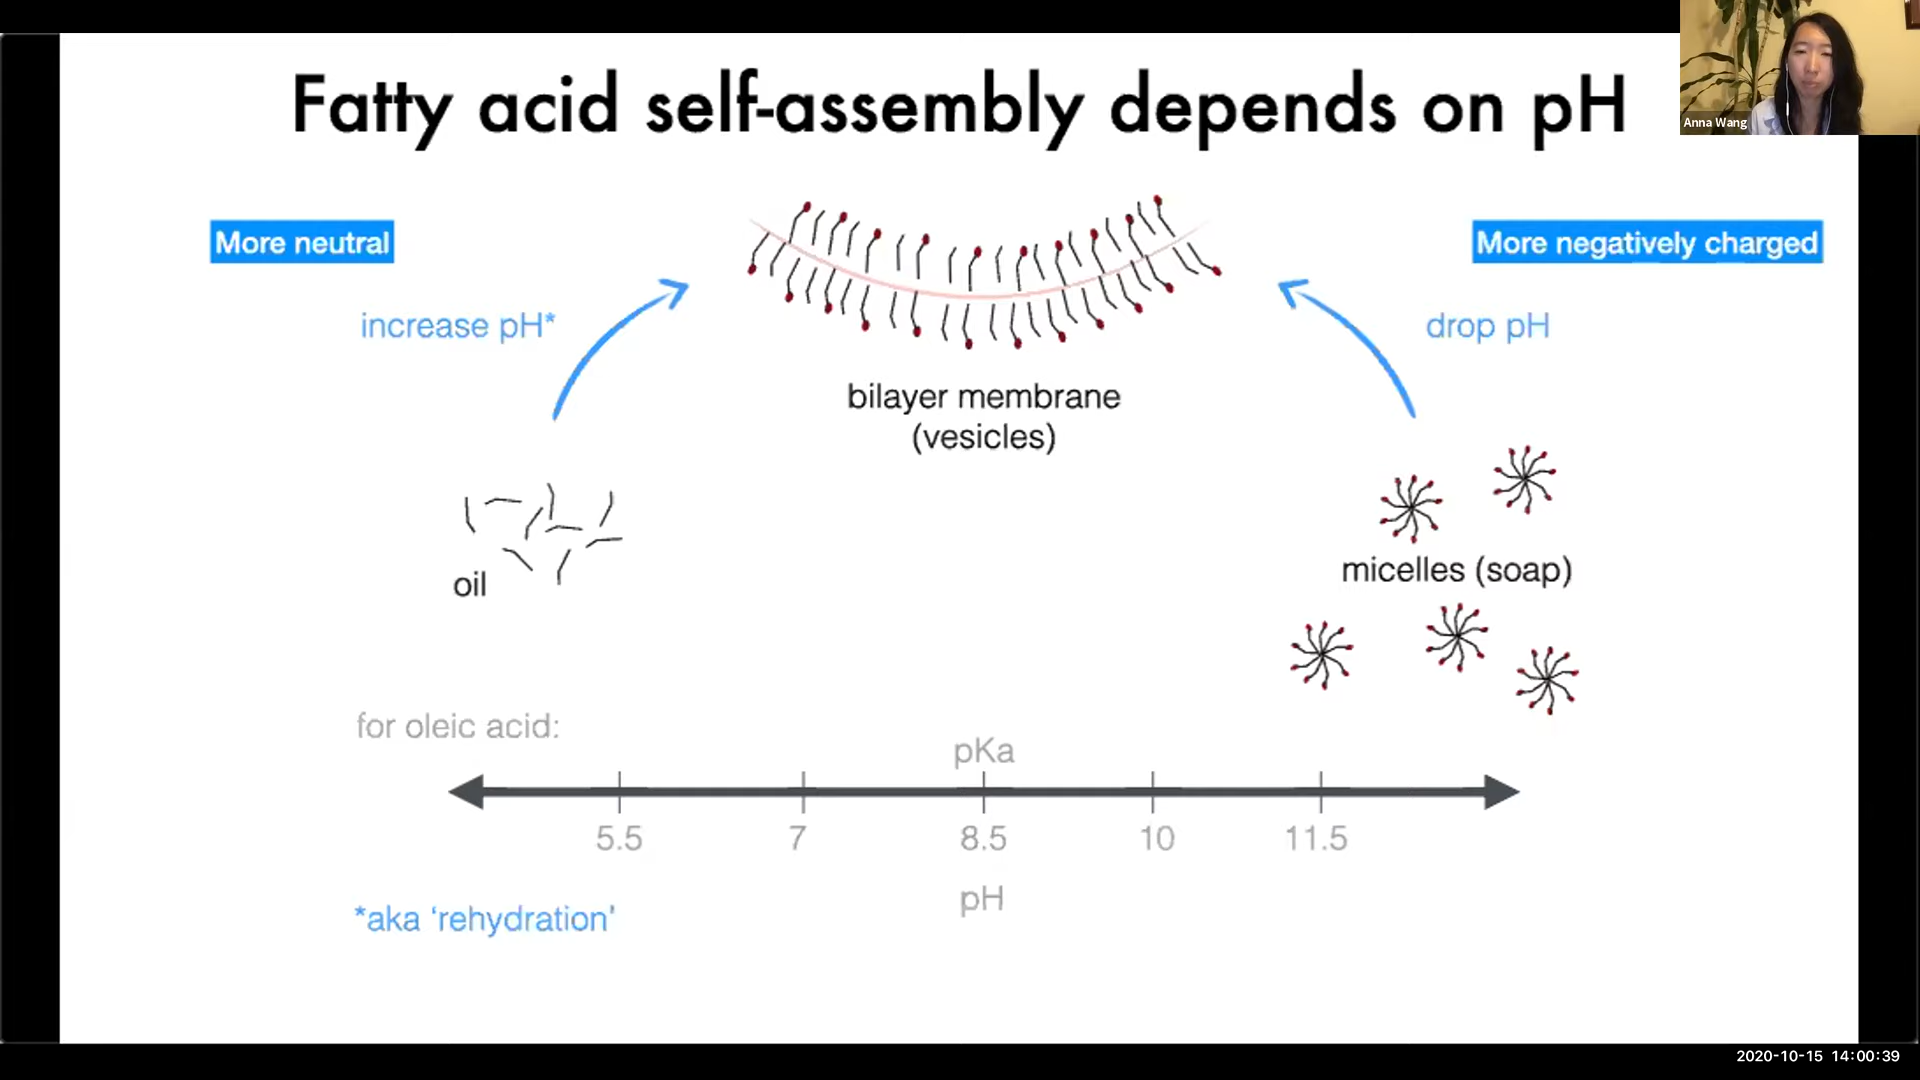 Fatty acid self-assembly depends on pH
Anna Wang
More neutral
More negatively charged
increase pH*
drop pH
bilayer membrane
(vesicles)
oil
micelles (soap)
for oleic acid:
pKa
5.5 7 8.5 10 11.5
pH
*aka ‘rehydration’
2020-10-15 14:00:39